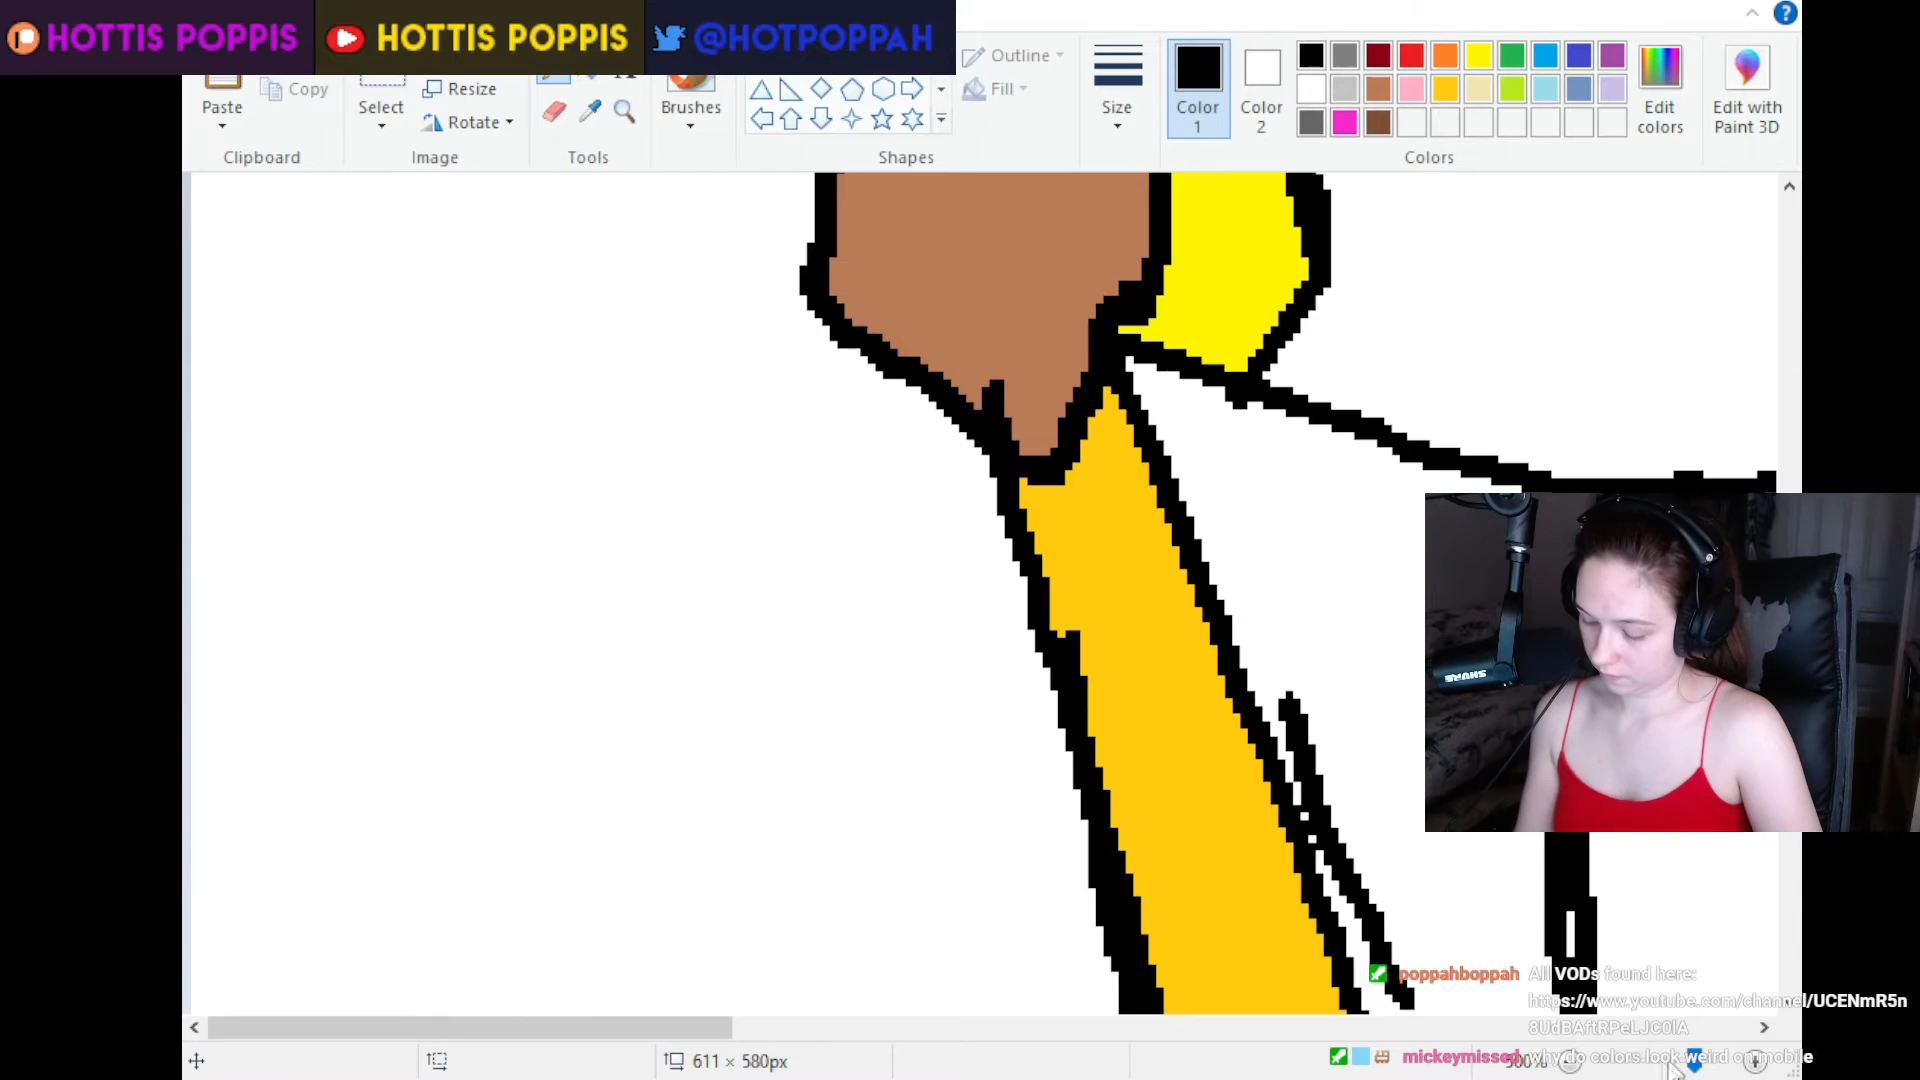 HOTTIS POPPIS HOTTIS POPPIS @HOTPOPPAH
Outline
Paste Copy Select Resize Brushes Size Color 1 Color 2 Fill Edit colors Edit with Paint 3D
Rotate
Clipboard Image Tools Shapes Colors
SHURE
poppahboppah All VODs found here:
https://www.youtube.com/channel/UCENmR5n
8UdBAftRPeLJC0lA
611 × 580px 500% mickeymissed why do colors look weird on mobile